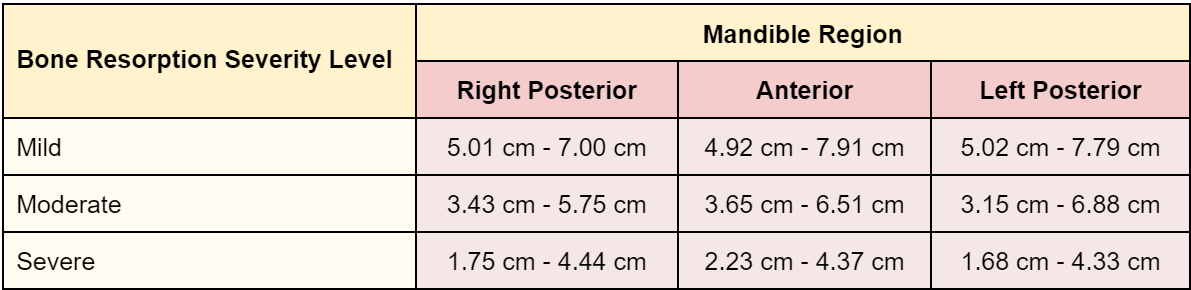 Bone Resorption Severity Level
Mandible Region
Right Posterior
Anterior
Left Posterior
Mild
5.01 cm - 7.00 cm
4.92 cm - 7.91 cm
5.02 cm - 7.79 cm
Moderate
3.43 cm - 5.75 cm
3.65 cm - 6.51 cm
3.15 cm - 6.88 cm
Severe
1.75 cm - 4.44 cm
2.23 cm - 4.37 cm
1.68 cm - 4.33 cm